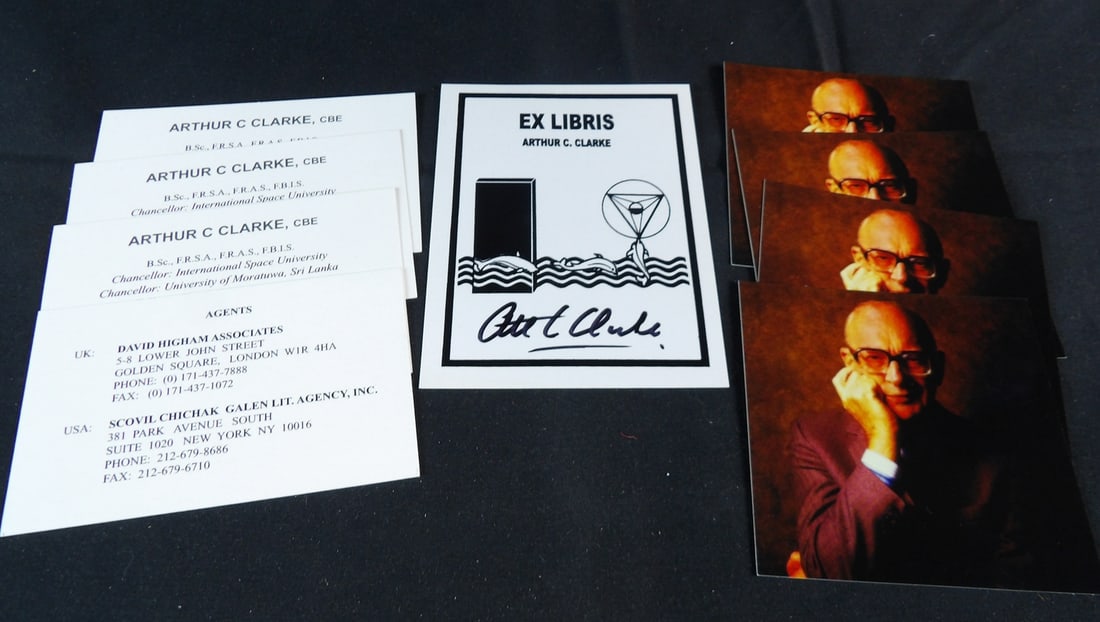 ARTHUR C CLARKE, CBE
B.Sc., F.R.S.A., F.R.A.S., F.B.I.S.
ARTHUR C CLARKE, CBE
B.Sc., F.R.S.A., F.R.A.S., F.B.I.S.
Chancellor: International Space University
ARTHUR C CLARKE, CBE
B.Sc., F.R.S.A., F.R.A.S., F.B.I.S.
Chancellor: International Space University
Chancellor: University of Moratuwa, Sri Lanka
AGENTS
UK: DAVID HIGHAM ASSOCIATES
5-8 LOWER JOHN STREET
GOLDEN SQUARE, LONDON W1R 4HA
PHONE: (0) 171-437-7888
FAX: (0) 171-437-1072
USA: SCOVIL CHICHAK GALEN LIT. AGENCY, INC.
381 PARK AVENUE SOUTH
SUITE 1020 NEW YORK NY 10016
PHONE: 212-679-8686
FAX: 212-679-6710
EX LIBRIS
ARTHUR C. CLARKE
Arthur C Clarke